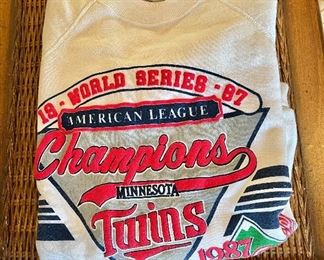 19 - WORLD SERIES - 87
AMERICAN LEAGUE
Champions
MINNESOTA
Twins
1987